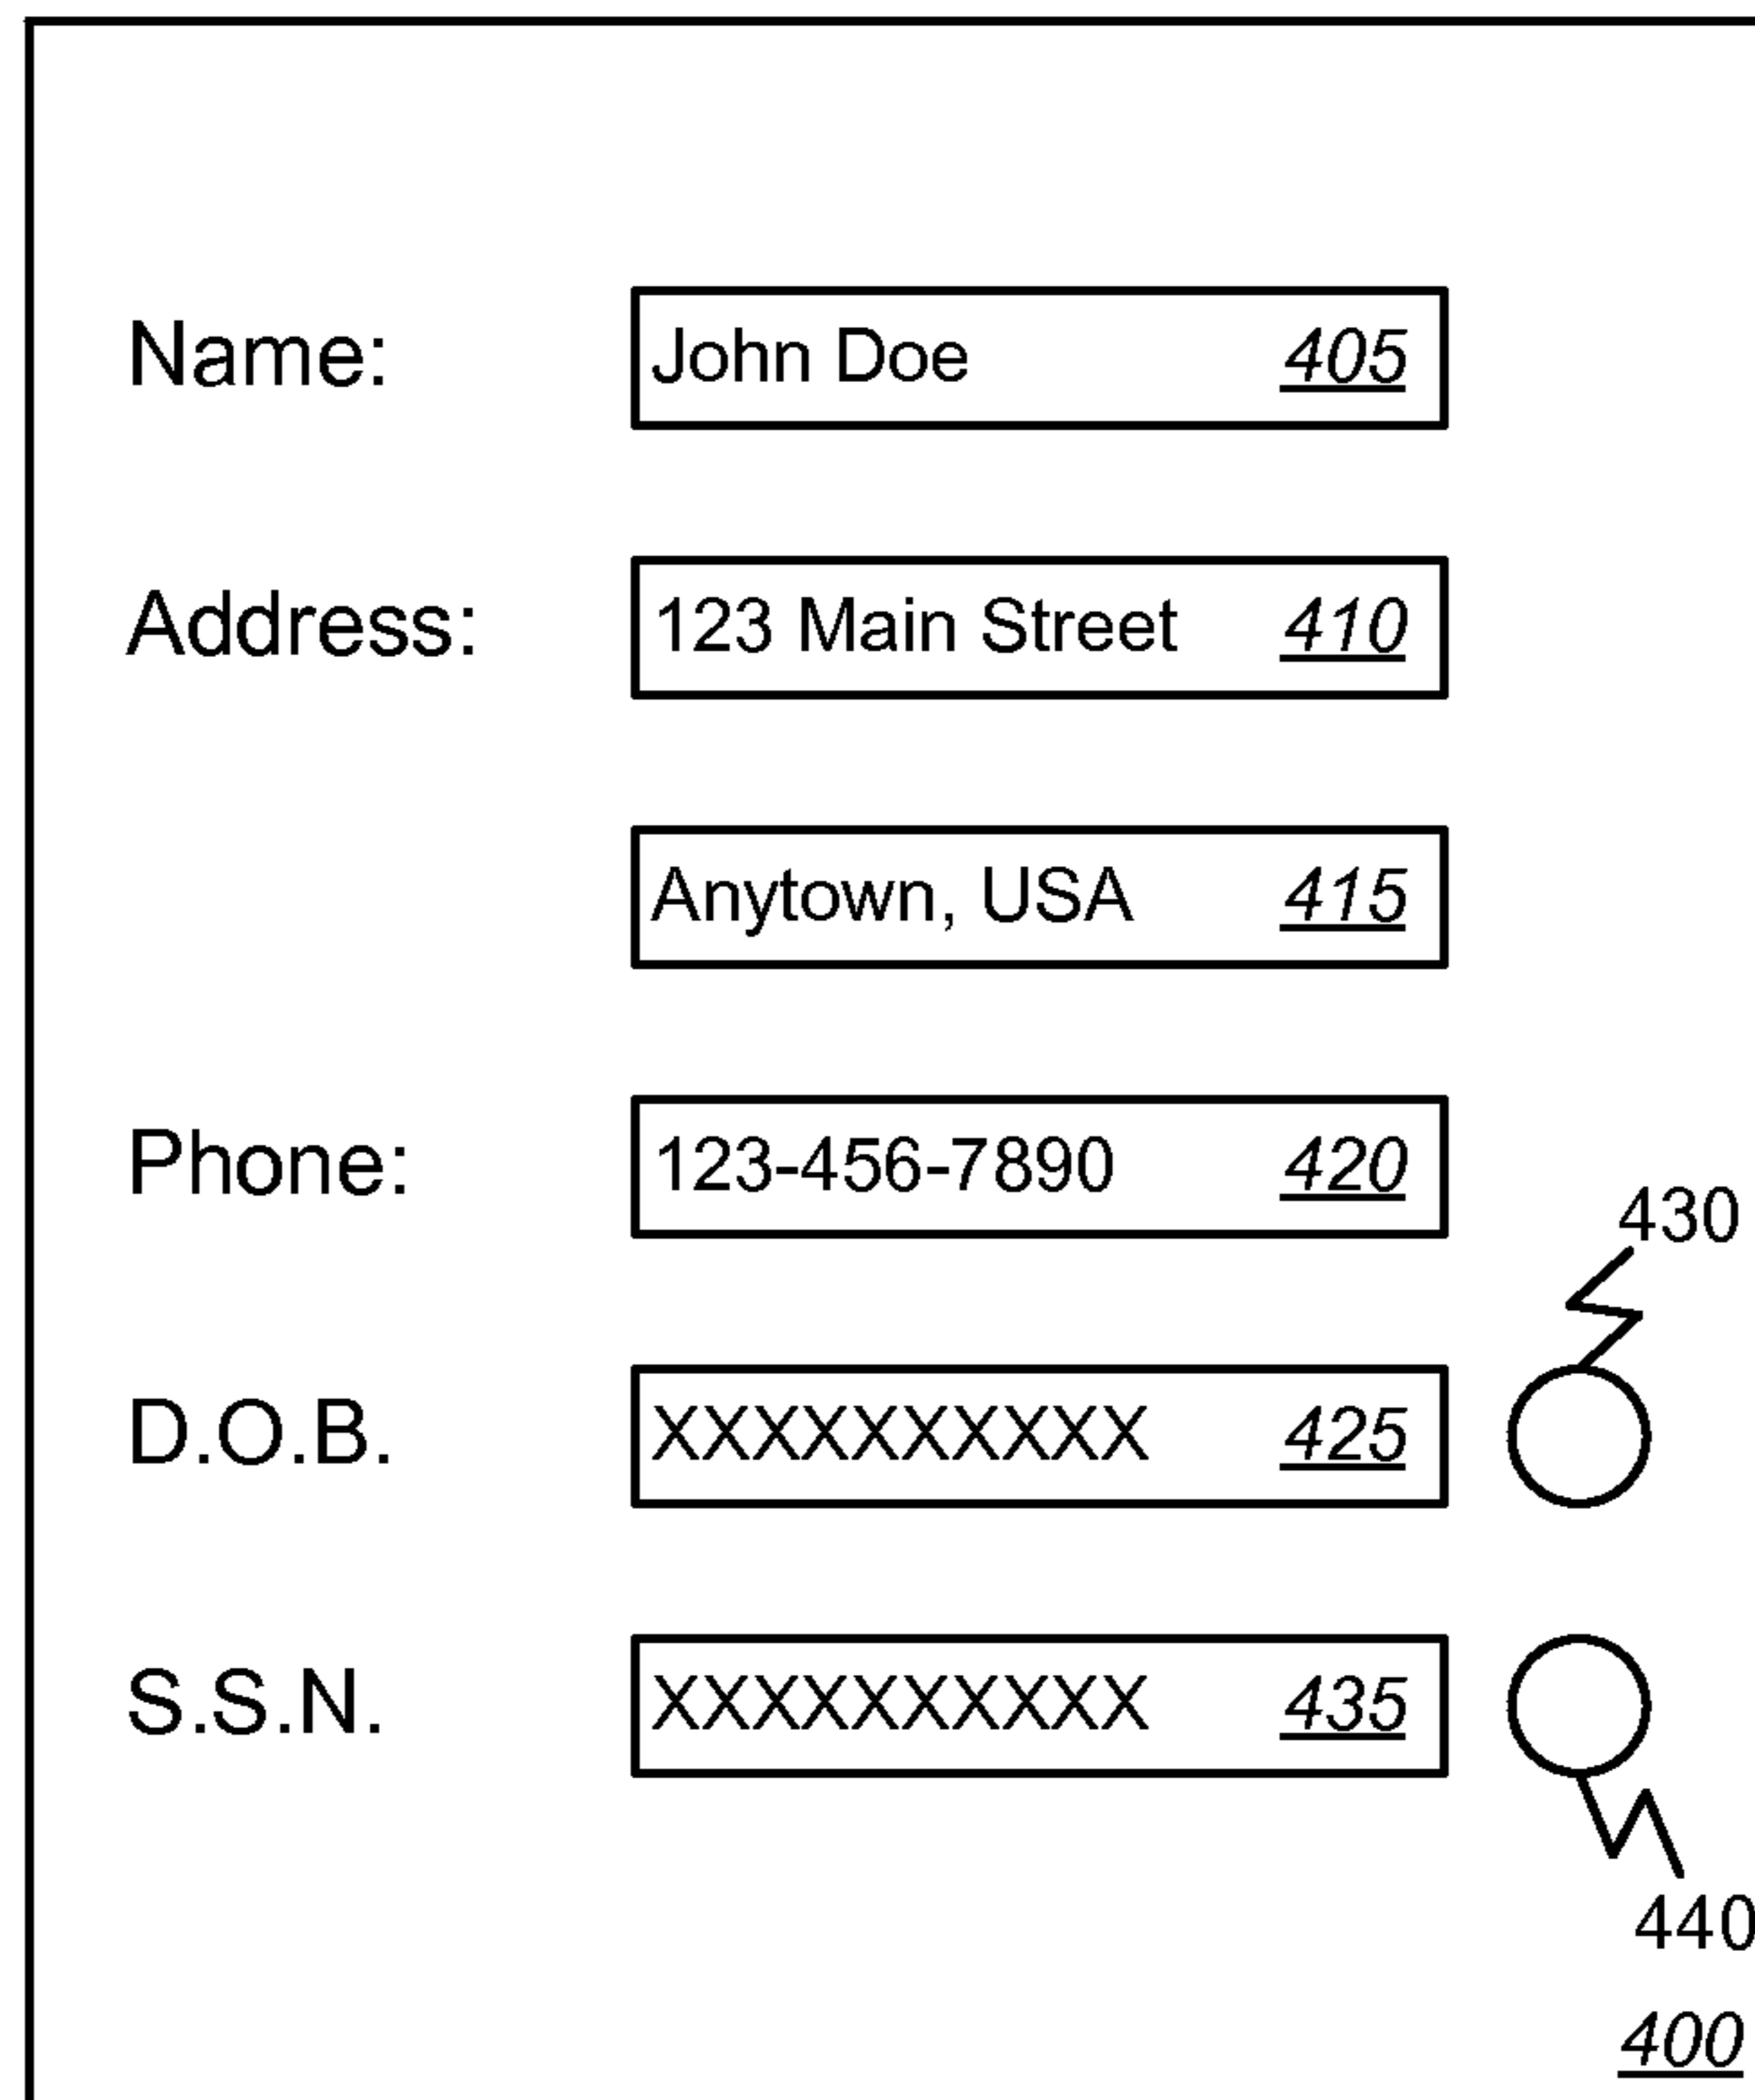 Name: John Doe 405
Address: 123 Main Street 410
Anytown, USA 415
Phone: 123-456-7890 420
430
D.O.B. XXXXXXXXXX 425
S.S.N. XXXXXXXXXX 435
440
400